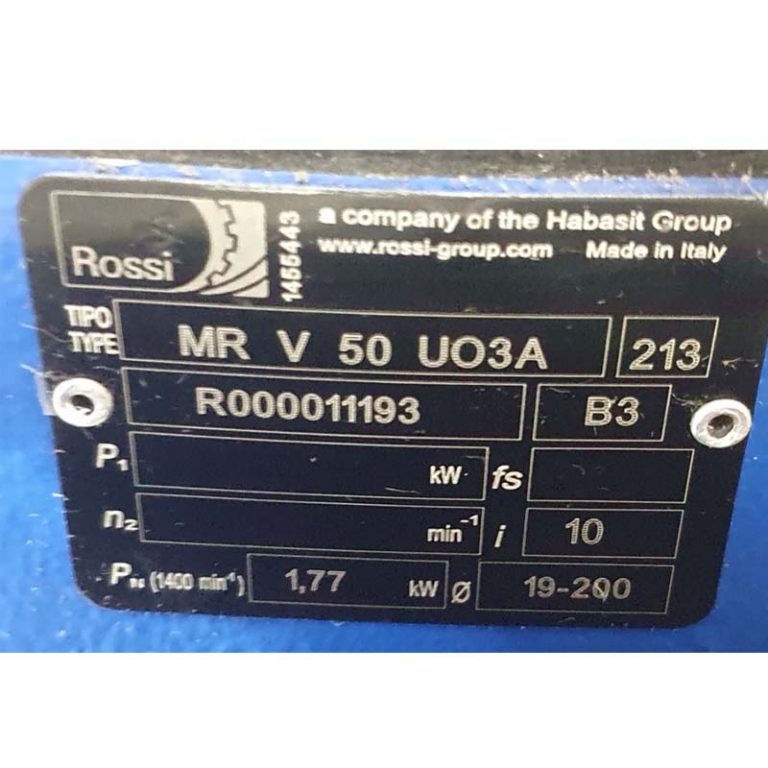 Rossi
1455443
a company of the Habasit Group
www.rossi-group.com Made in Italy
TIPO
TYPE MR V 50 UO3A 213
R000011193 B3
P₁ kW fs
n₂ min⁻¹ i 10
P (1400 min⁻¹) 1,77 kW Ø 19-200